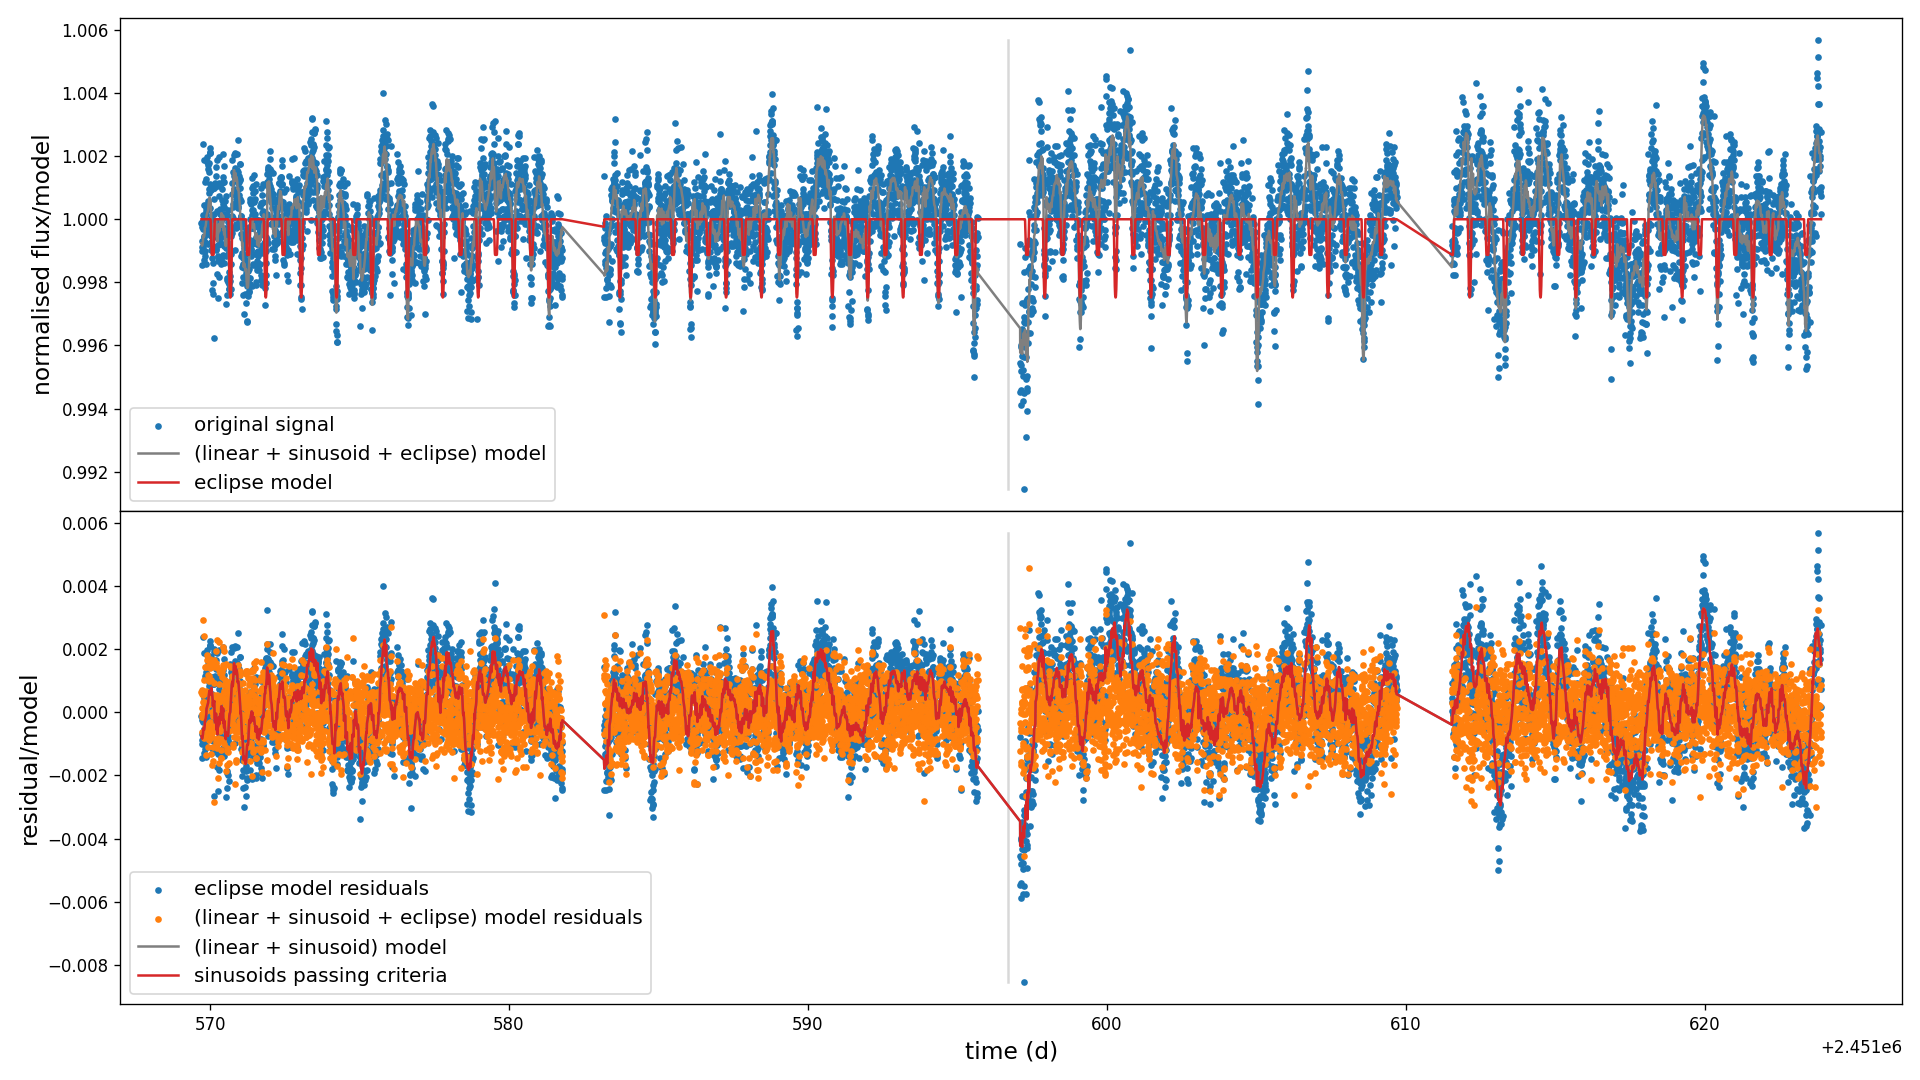 1.006
1.004
1.002
1.000
0.998
0.996
0.994
0.992
normalised flux/model
original signal
(linear + sinusoid + eclipse) model
eclipse model
0.006
0.004
0.002
0.000
−0.002
−0.004
−0.006
−0.008
residual/model
eclipse model residuals
(linear + sinusoid + eclipse) model residuals
(linear + sinusoid) model
sinusoids passing criteria
570 580 590 600 610 620
time (d)
+2.451e6